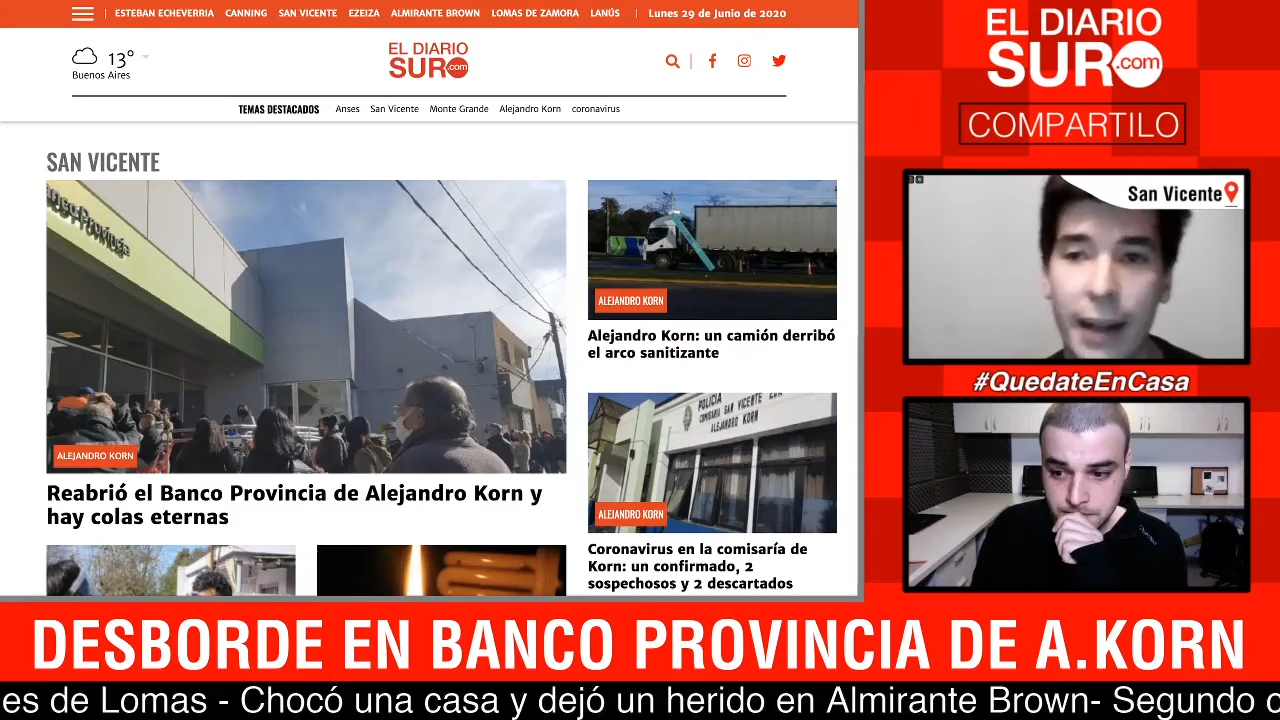 ESTEBAN ECHEVERRIA CANNING SAN VICENTE EZEIZA ALMIRANTE BROWN LOMAS DE ZAMORA LANÚS Lunes 29 de Junio de 2020
13°
Buenos Aires
EL DIARIO
SUR.com
TEMAS DESTACADOS Anses San Vicente Monte Grande Alejandro Korn coronavirus
SAN VICENTE
Banco Provincia
ALEJANDRO KORN
Reabrió el Banco Provincia de Alejandro Korn y
hay colas eternas
ALEJANDRO KORN
Alejandro Korn: un camión derribó
el arco sanitizante
POLICIA
COMISARIA SAN VICENTE
ALEJANDRO KORN
ALEJANDRO KORN
Coronavirus en la comisaría de
Korn: un confirmado, 2
sospechosos y 2 descartados
EL DIARIO
SUR.com
COMPARTILO
San Vicente
#QuedateEnCasa
DESBORDE EN BANCO PROVINCIA DE A.KORN
es de Lomas - Chocó una casa y dejó un herido en Almirante Brown- Segundo c